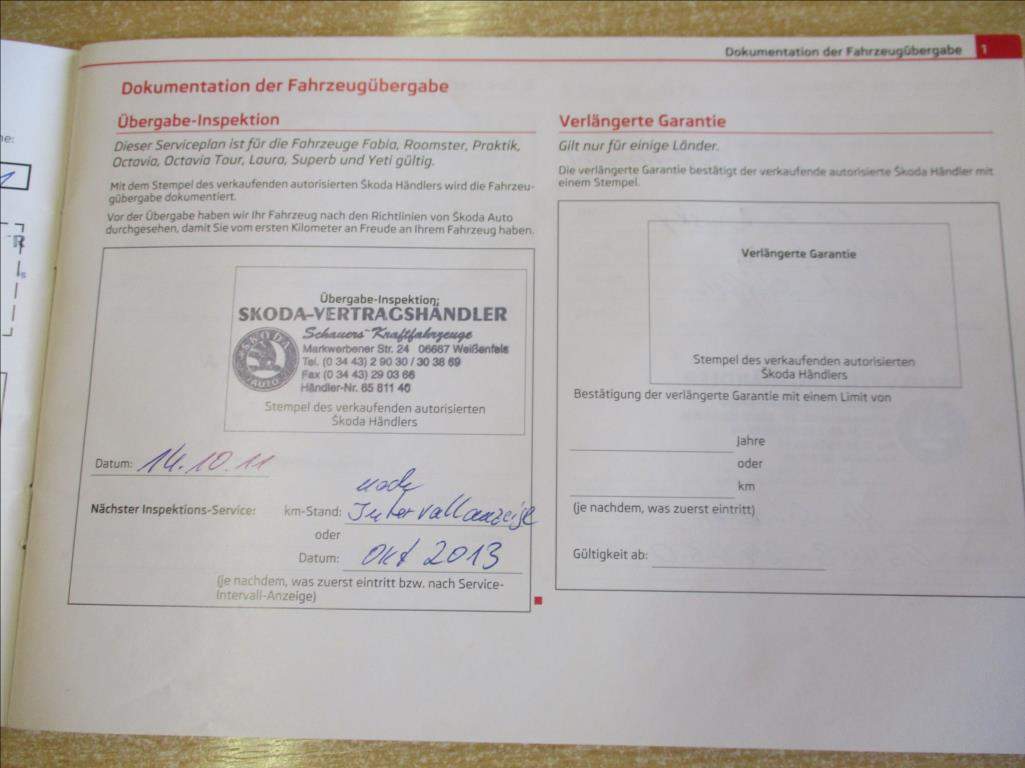 Dokumentation der Fahrzeugübergabe 1
Dokumentation der Fahrzeugübergabe
Übergabe-Inspektion
Dieser Serviceplan ist für die Fahrzeuge Fabia, Roomster, Praktik,
Octavia, Octavia Tour, Laura, Superb und Yeti gültig.
Mit dem Stempel des verkaufenden autorisierten Škoda Händlers wird die Fahrzeu-
gübergabe dokumentiert.
Vor der Übergabe haben wir Ihr Fahrzeug nach den Richtlinien von Škoda Auto
durchgesehen, damit Sie vom ersten Kilometer an Freude an Ihrem Fahrzeug haben.
Übergabe-Inspektion:
SKODA-VERTRAGSHÄNDLER
Schauers Kraftfahrzeuge
Markwerbener Str. 24 06667 Weißenfels
Tel. (0 34 43) 2 90 30 / 30 38 69
Fax (0 34 43) 29 03 66
Händler-Nr. 65 811 40
SKODA
AUTO
Stempel des verkaufenden autorisierten
Škoda Händlers
Datum: 14.10.11
nach
Nächster Inspektions-Service: km-Stand: Intervallanzeige
oder
Datum: Okt 2013
(je nachdem, was zuerst eintritt bzw. nach Service-
Intervall-Anzeige)
Verlängerte Garantie
Gilt nur für einige Länder.
Die verlängerte Garantie bestätigt der verkaufende autorisierte Škoda Händler mit
einem Stempel.
Verlängerte Garantie
Stempel des verkaufenden autorisierten
Škoda Händlers
Bestätigung der verlängerte Garantie mit einem Limit von
Jahre
oder
km
(je nachdem, was zuerst eintritt)
Gültigkeit ab: